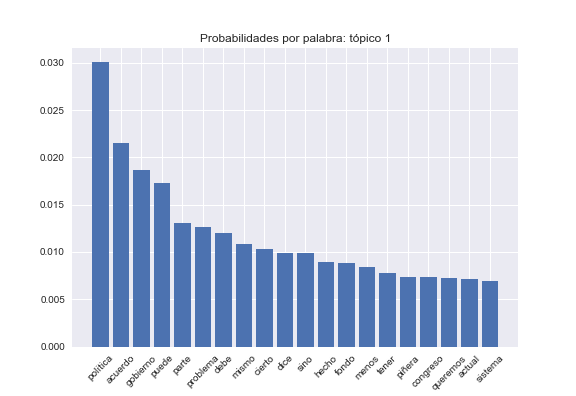 Probabilidades por palabra: tópico 1
0.030
0.025
0.020
0.015
0.010
0.005
0.000
política
acuerdo
gobierno
puede
parte
problema
debe
mismo
cierto
dice
sino
hecho
fondo
menos
tener
piñera
congreso
queremos
actual
sistema